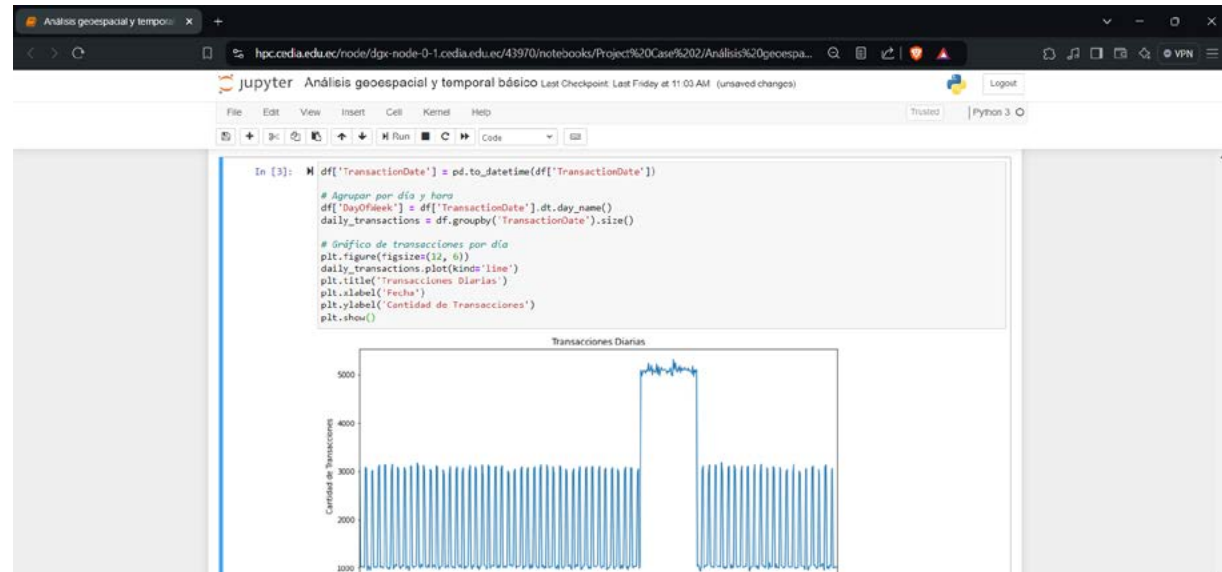 Análisis geoespacial y temporal
hpc.cedia.edu.ec/node/dgx-node-0-1.cedia.edu.ec/43970/notebooks/Project%20Case%202/Análisis%20geoespa...
VPN
jupyter Análisis geoespacial y temporal básico Last Checkpoint: Last Friday at 11:03 AM (unsaved changes)
Logout
File Edit View Insert Cell Kernel Help
Trusted Python 3
Run Code
In [3]:
df['TransactionDate'] = pd.to_datetime(df['TransactionDate'])
# Agrupar por día y hora
df['DayOfWeek'] = df['TransactionDate'].dt.day_name()
daily_transactions = df.groupby('TransactionDate').size()
# Gráfico de transacciones por día
plt.figure(figsize=(12, 6))
daily_transactions.plot(kind='line')
plt.title('Transacciones Diarias')
plt.xlabel('Fecha')
plt.ylabel('Cantidad de Transacciones')
plt.show()
Transacciones Diarias
Cantidad de Transacciones
5000
4000
3000
2000
1000